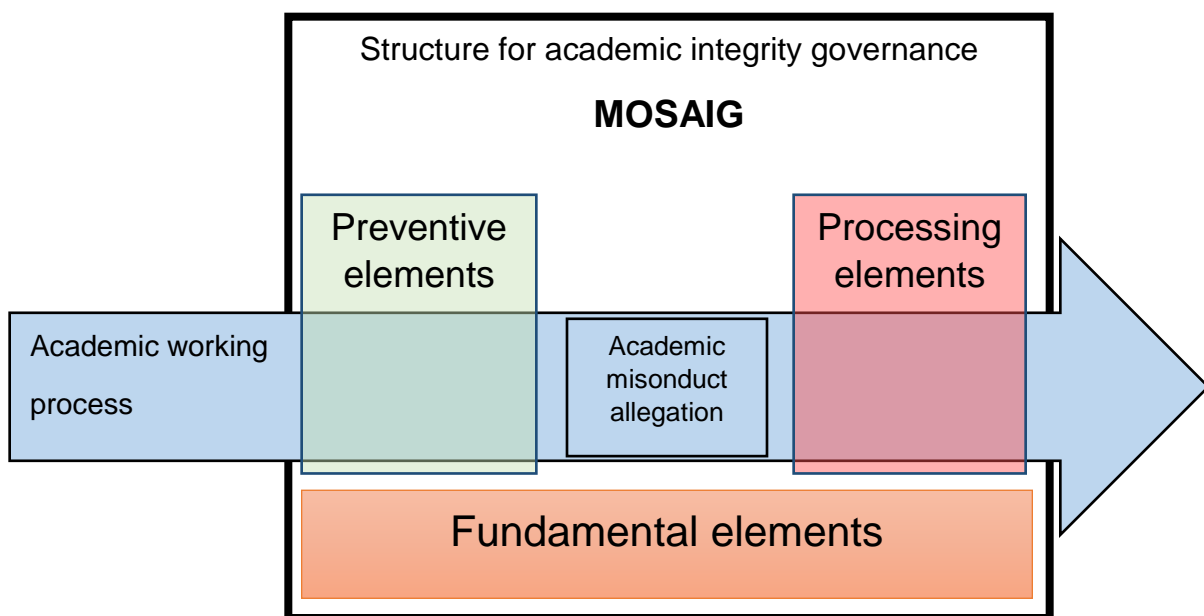 Structure for academic integrity governance
MOSAIG
Preventive
elements
Processing
elements
Academic working
process
Academic
misonduct
allegation
Fundamental elements